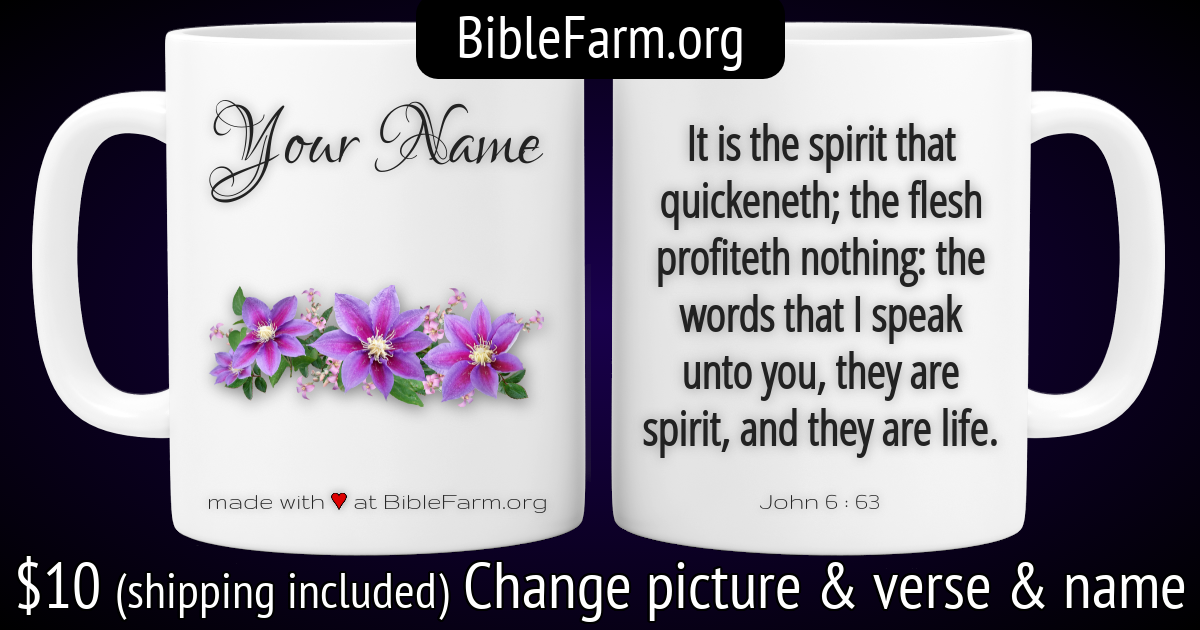 BibleFarm.org
Your Name
made with ♥ at BibleFarm.org
It is the spirit that
quickeneth; the flesh
profiteth nothing: the
words that I speak
unto you, they are
spirit, and they are life.
John 6 : 63
$10 (shipping included) Change picture & verse & name